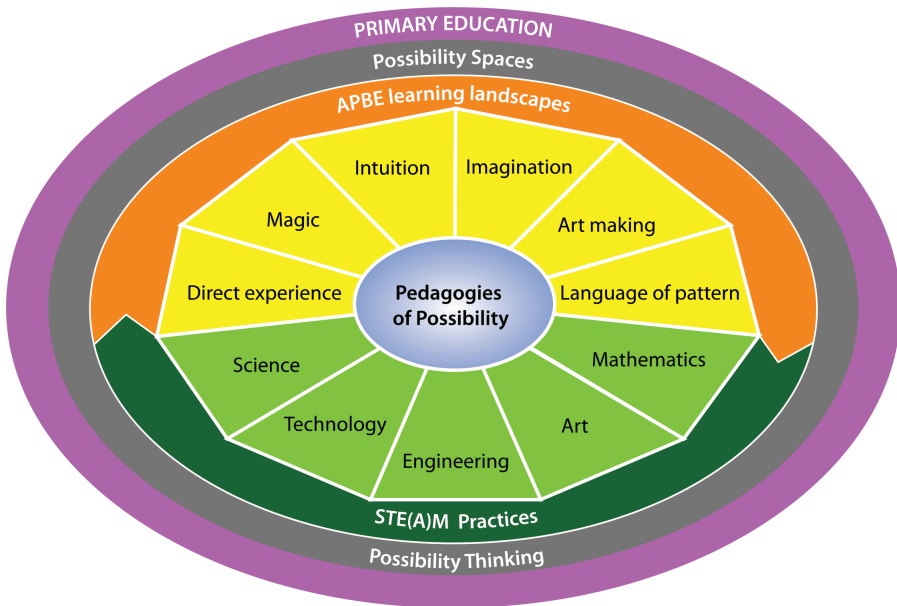 PRIMARY EDUCATION
Possibility Spaces
APBE learning landscapes
Intuition
Imagination
Magic
Art making
Direct experience
Pedagogies
of Possibility
Language of pattern
Science
Mathematics
Technology
Art
Engineering
STE(A)M Practices
Possibility Thinking